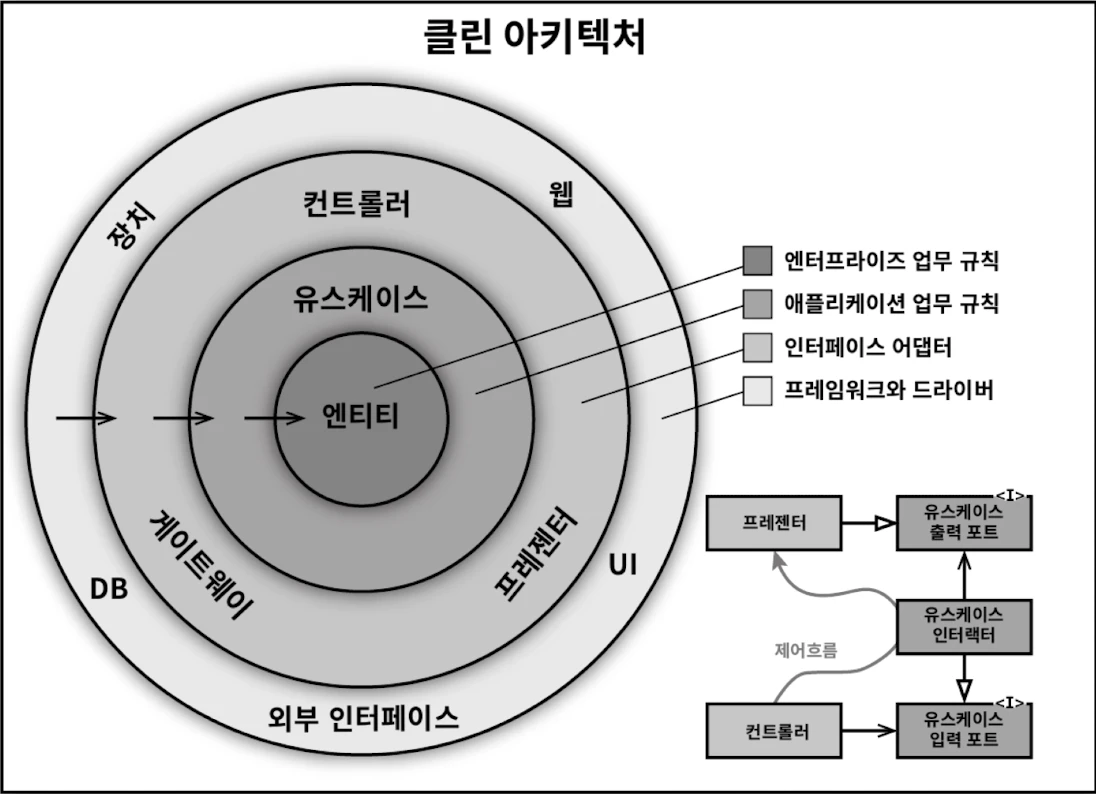 클린 아키텍처
장치
웹
컨트롤러
유스케이스
엔티티
게이트웨이
프레젠터
DB
UI
외부 인터페이스
엔터프라이즈 업무 규칙
애플리케이션 업무 규칙
인터페이스 어댑터
프레임워크와 드라이버
프레젠터
<I>
유스케이스
출력 포트
유스케이스
인터랙터
제어흐름
컨트롤러
<I>
유스케이스
입력 포트